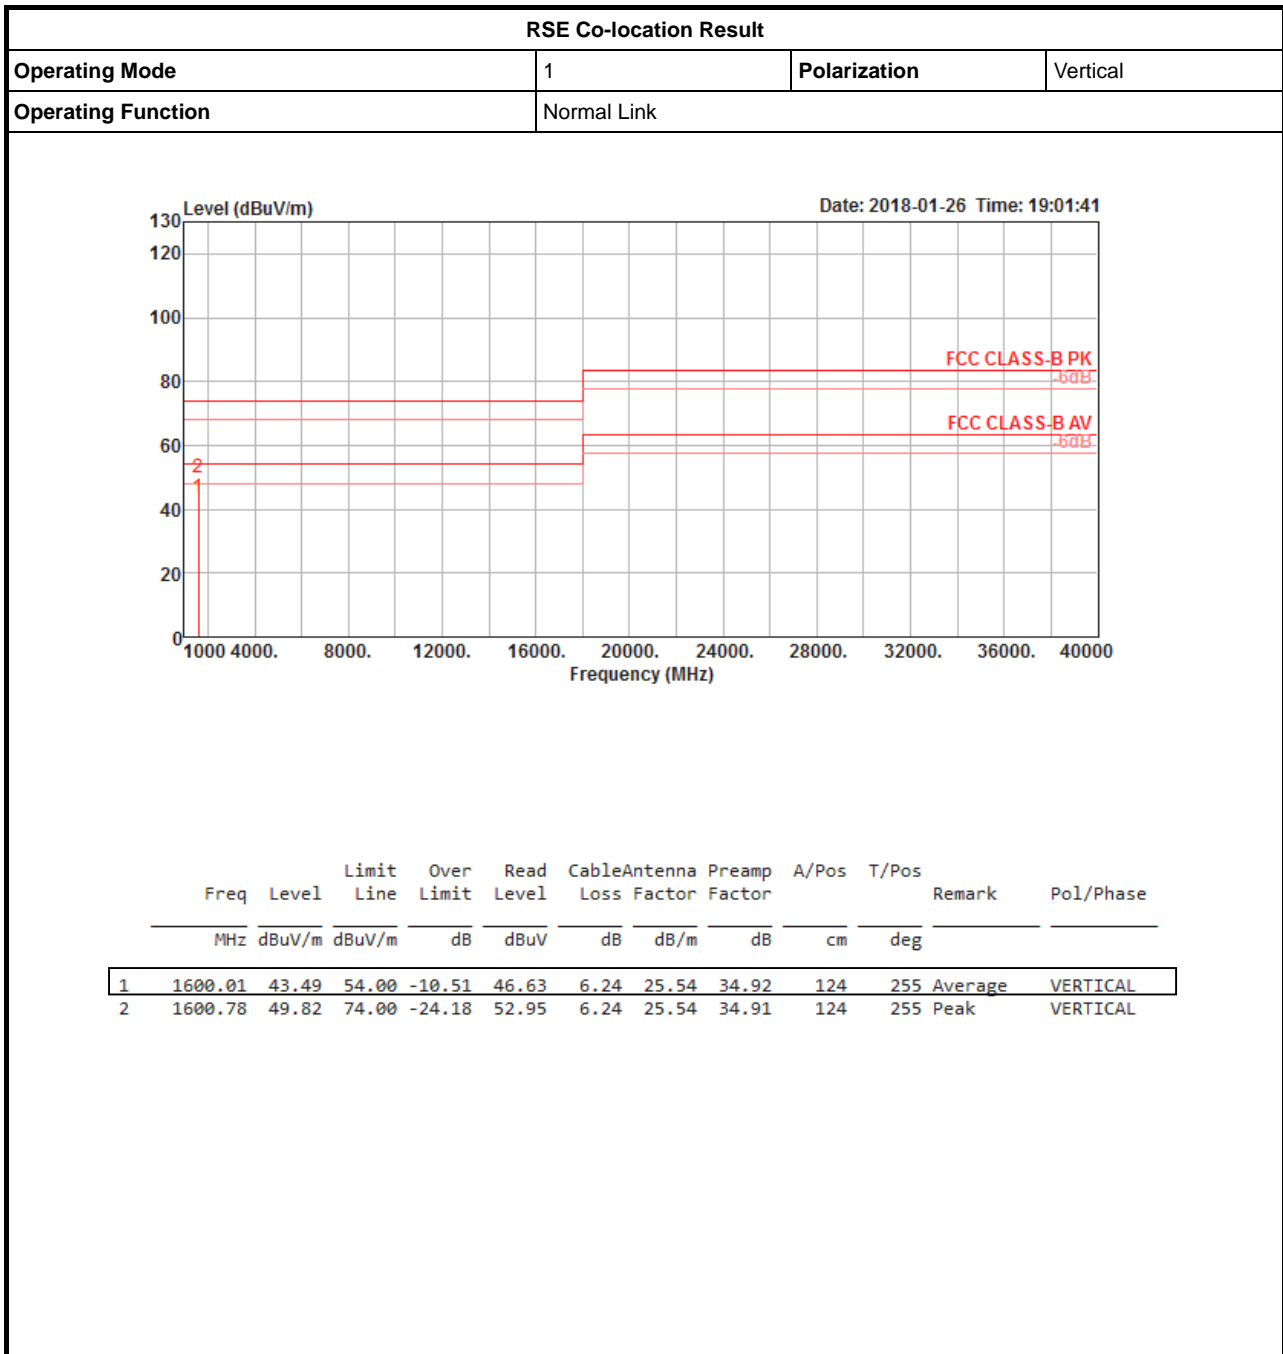 RSE Co-location Result
Operating Mode 1 Polarization Vertical
Operating Function Normal Link
Level (dBuV/m) Date: 2018-01-26 Time: 19:01:41
130
120
100
FCC CLASS-B PK
80
-6dB
FCC CLASS-B AV
60
-6dB
2
1
40
20
0
1000 4000. 8000. 12000. 16000. 20000. 24000. 28000. 32000. 36000. 40000
Frequency (MHz)
Limit Over Read CableAntenna Preamp A/Pos T/Pos
Freq Level Line Limit Level Loss Factor Factor Remark Pol/Phase
MHz dBuV/m dBuV/m dB dBuV dB dB/m dB cm deg
1 1600.01 43.49 54.00 -10.51 46.63 6.24 25.54 34.92 124 255 Average VERTICAL
2 1600.78 49.82 74.00 -24.18 52.95 6.24 25.54 34.91 124 255 Peak VERTICAL